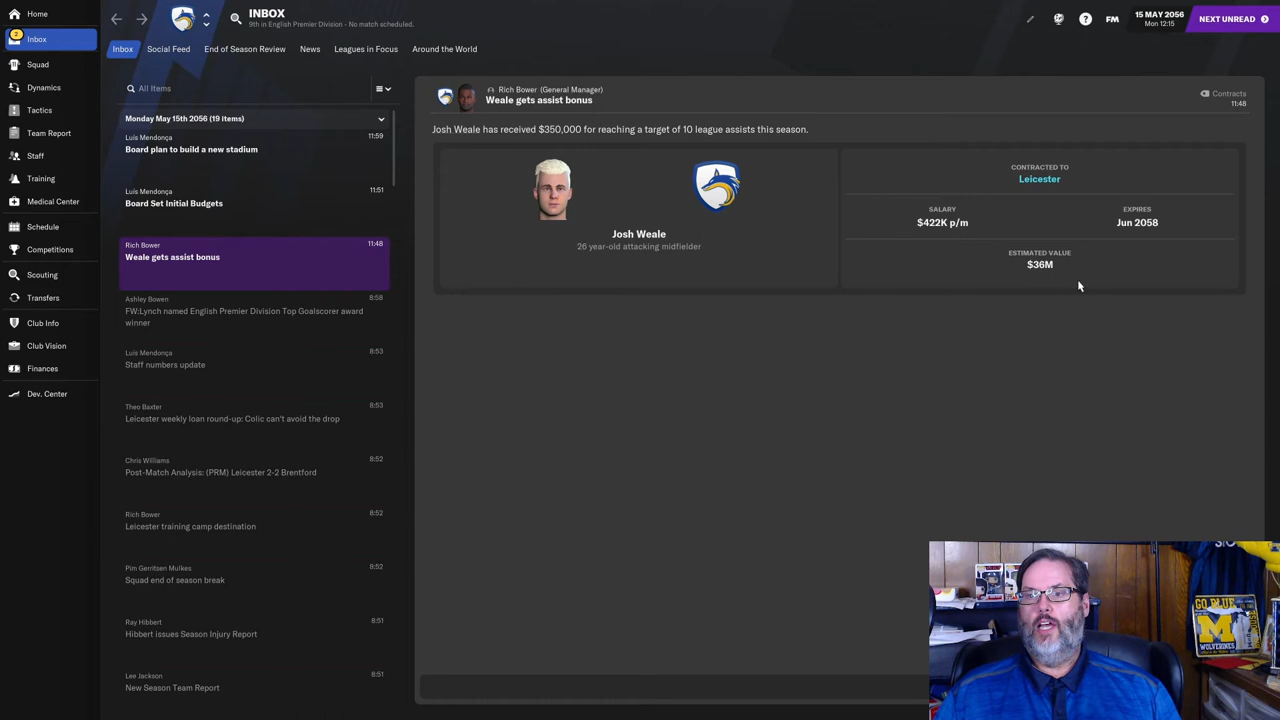 Home
INBOX
9th in English Premier Division - No match scheduled.
FM
15 MAY 2056
Mon 12:15
NEXT UNREAD
2
Inbox
Squad
Dynamics
Tactics
Team Report
Staff
Training
Medical Center
Schedule
Competitions
Scouting
Transfers
Club Info
Club Vision
Finances
Dev. Center
Inbox
Social Feed
End of Season Review
News
Leagues in Focus
Around the World
All Items
Monday May 15th 2056 (19 items)
Luís Mendonça
11:59
Board plan to build a new stadium
Luís Mendonça
11:51
Board Set Initial Budgets
Rich Bower
11:48
Weale gets assist bonus
Ashley Bowen
8:58
FW:Lynch named English Premier Division Top Goalscorer award
winner
Luís Mendonça
8:53
Staff numbers update
Theo Baxter
8:53
Leicester weekly loan round-up: Colic can't avoid the drop
Chris Williams
8:52
Post-Match Analysis: (PRM) Leicester 2-2 Brentford
Rich Bower
8:52
Leicester training camp destination
Pim Gerritsen Mulkes
8:52
Squad end of season break
Ray Hibbert
8:51
Hibbert issues Season Injury Report
Lee Jackson
8:51
New Season Team Report
Rich Bower (General Manager)
Weale gets assist bonus
Contracts
11:48
Josh Weale has received $350,000 for reaching a target of 10 league assists this season.
Josh Weale
26 year-old attacking midfielder
CONTRACTED TO
Leicester
SALARY
$422K p/m
EXPIRES
Jun 2058
ESTIMATED VALUE
$36M
GO BLUE
M
WOLVERINES